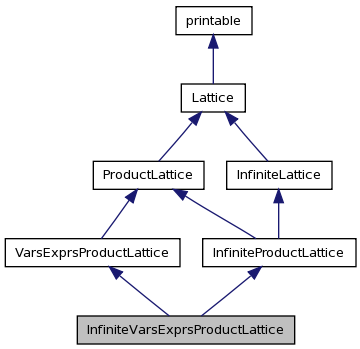 printable
Lattice
ProductLattice
InfiniteLattice
VarsExprsProductLattice
InfiniteProductLattice
InfiniteVarsExprsProductLattice